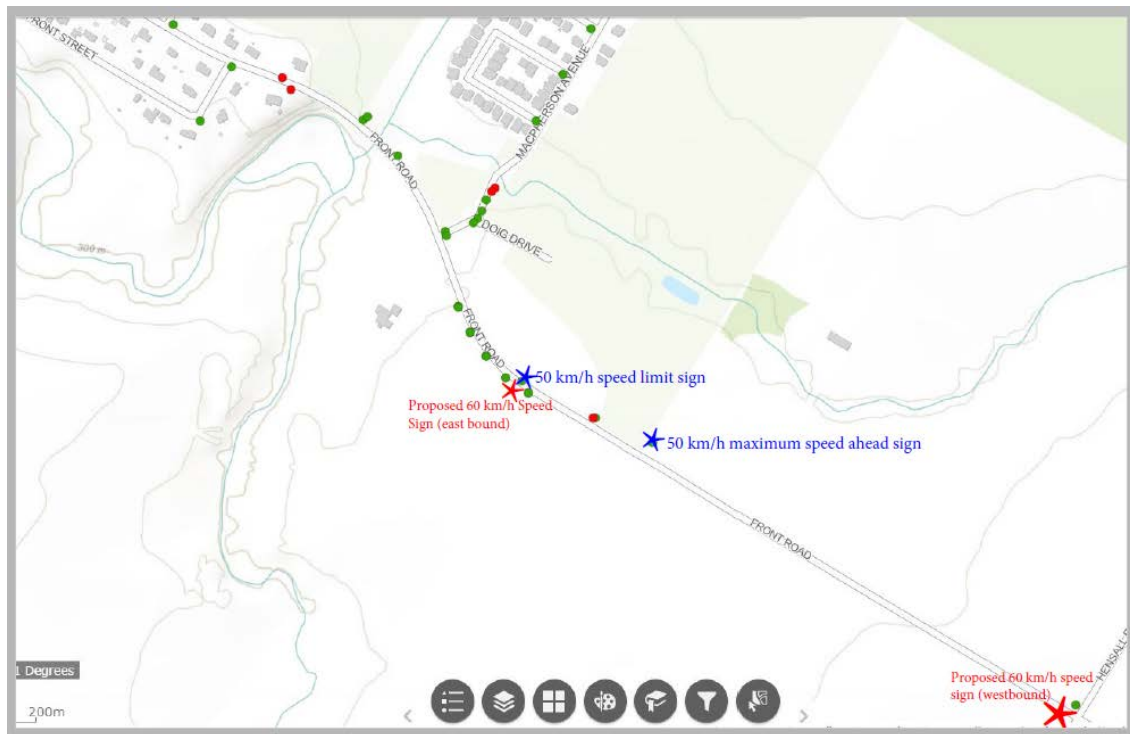 FRONT STREET
MACPHERSON AVENUE
FRONT ROAD
DOIG DRIVE
300 m
FRONT ROAD
50 km/h speed limit sign
Proposed 60 km/h Speed
Sign (east bound)
50 km/h maximum speed ahead sign
FRONT ROAD
HENSALL
1 Degrees
Proposed 60 km/h speed
sign (westbound)
200m